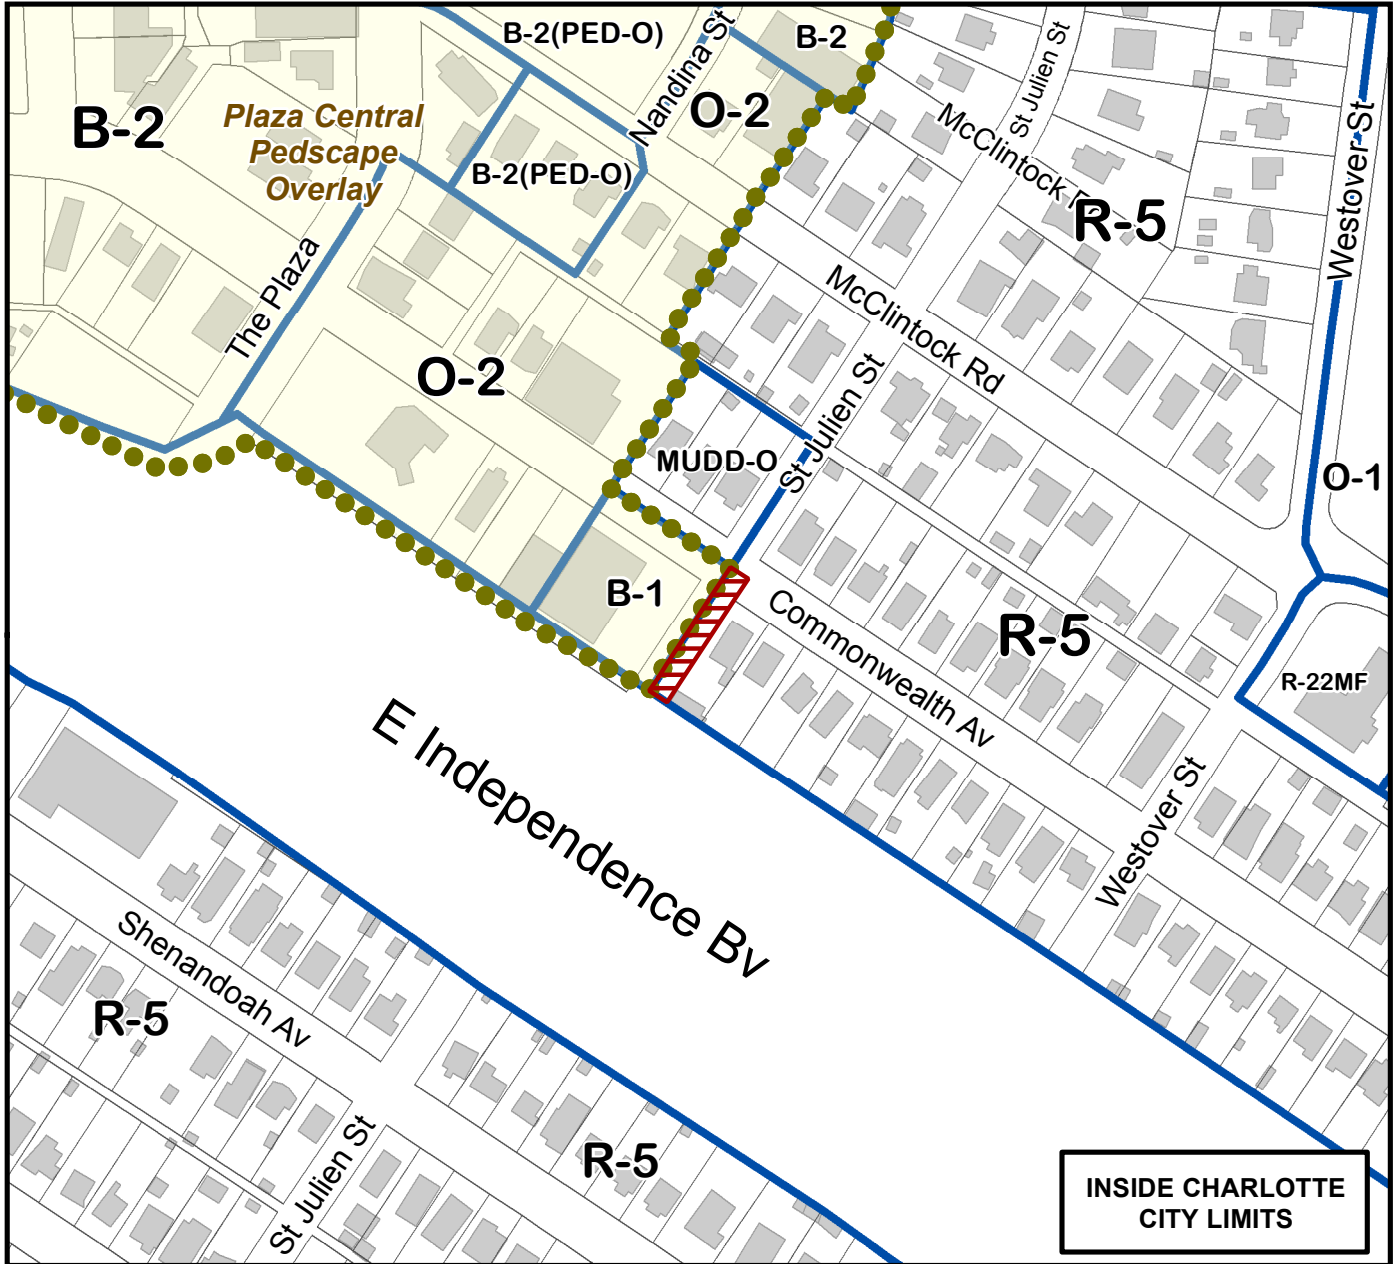 B-2(PED-O)
Nandina St
B-2
St Julien St
B-2
Plaza Central
Pedscape
Overlay
O-2
McClintock R
Westover St
B-2(PED-O)
R-5
The Plaza
McClintock Rd
O-2
St Julien St
MUDD-O
O-1
B-1
Commonwealth Av
R-5
R-22MF
E Independence Bv
Westover St
Shenandoah Av
R-5
St Julien St
R-5
INSIDE CHARLOTTE
CITY LIMITS